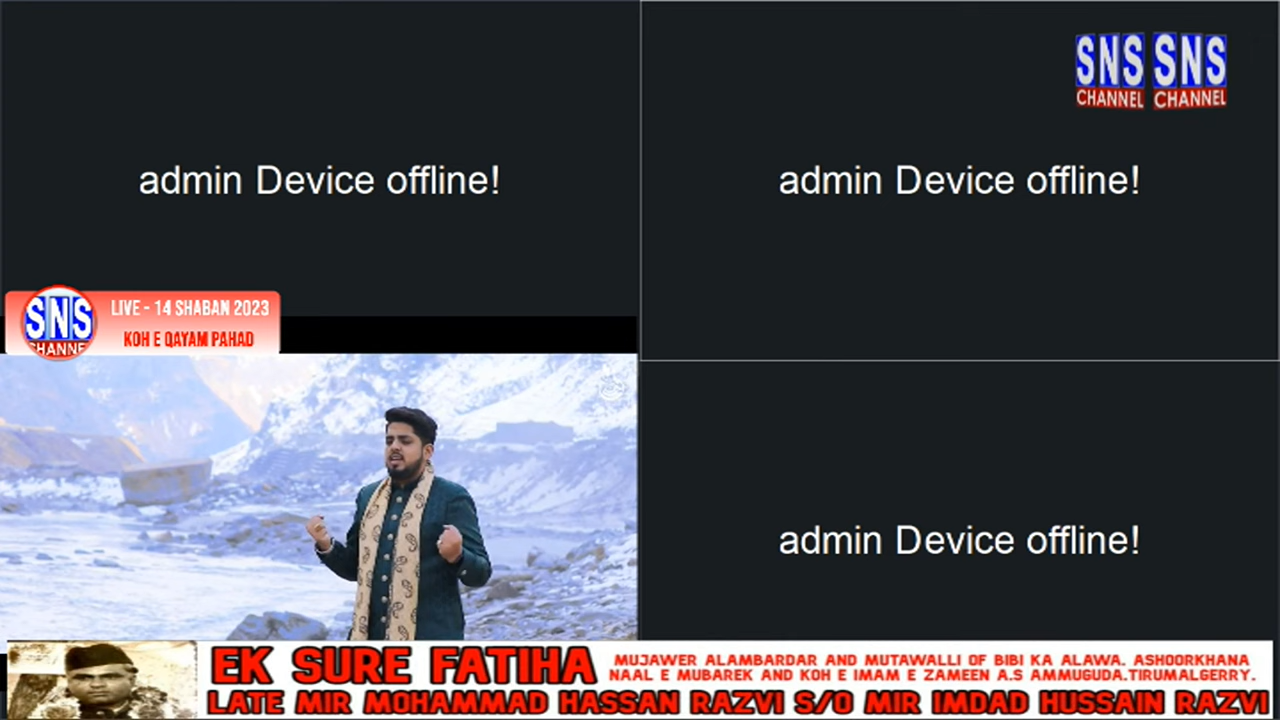 SNS SNS
CHANNEL CHANNEL
admin Device offline!
admin Device offline!
SNS
CHANNEL
LIVE - 14 SHABAN 2023
KOH E QAYAM PAHAD
admin Device offline!
EK SURE FATIHA
MUJAWER ALAMBARDAR AND MUTAWALLI OF BIBI KA ALAWA. ASHOORKHANA
NAAL E MUBAREK AND KOH E IMAM E ZAMEEN A.S AMMUGUDA.TIRUMALGERRY.
LATE MIR MOHAMMAD HASSAN RAZVI S/O MIR IMDAD HUSSAIN RAZVI